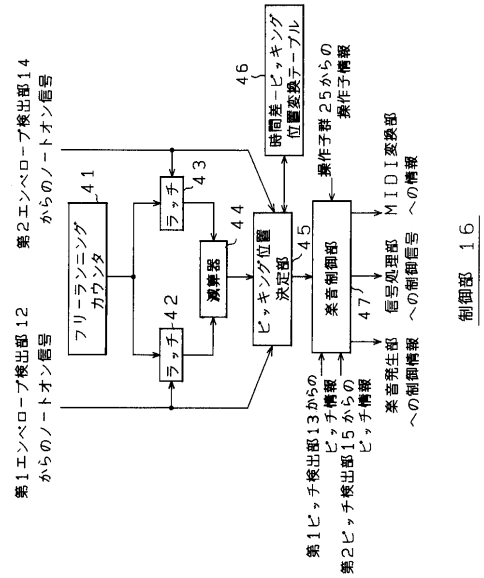 第1エンベロープ検出部12
からのノートオン信号
第2エンベロープ検出部14
からのノートオン信号
フリーランニング
カウンタ
41
ラッチ
42
ラッチ
43
減算器
44
ピッキング位置
決定部
45
時間差－ピッキング
位置変換テーブル
46
第1ピッチ検出部13からの
ピッチ情報
第2ピッチ検出部15からの
ピッチ情報
楽音制御部
47
操作子群25からの
操作子情報
楽音発生部
への制御情報
信号処理部
への制御信号
MIDI変換部
への情報
制御部 16